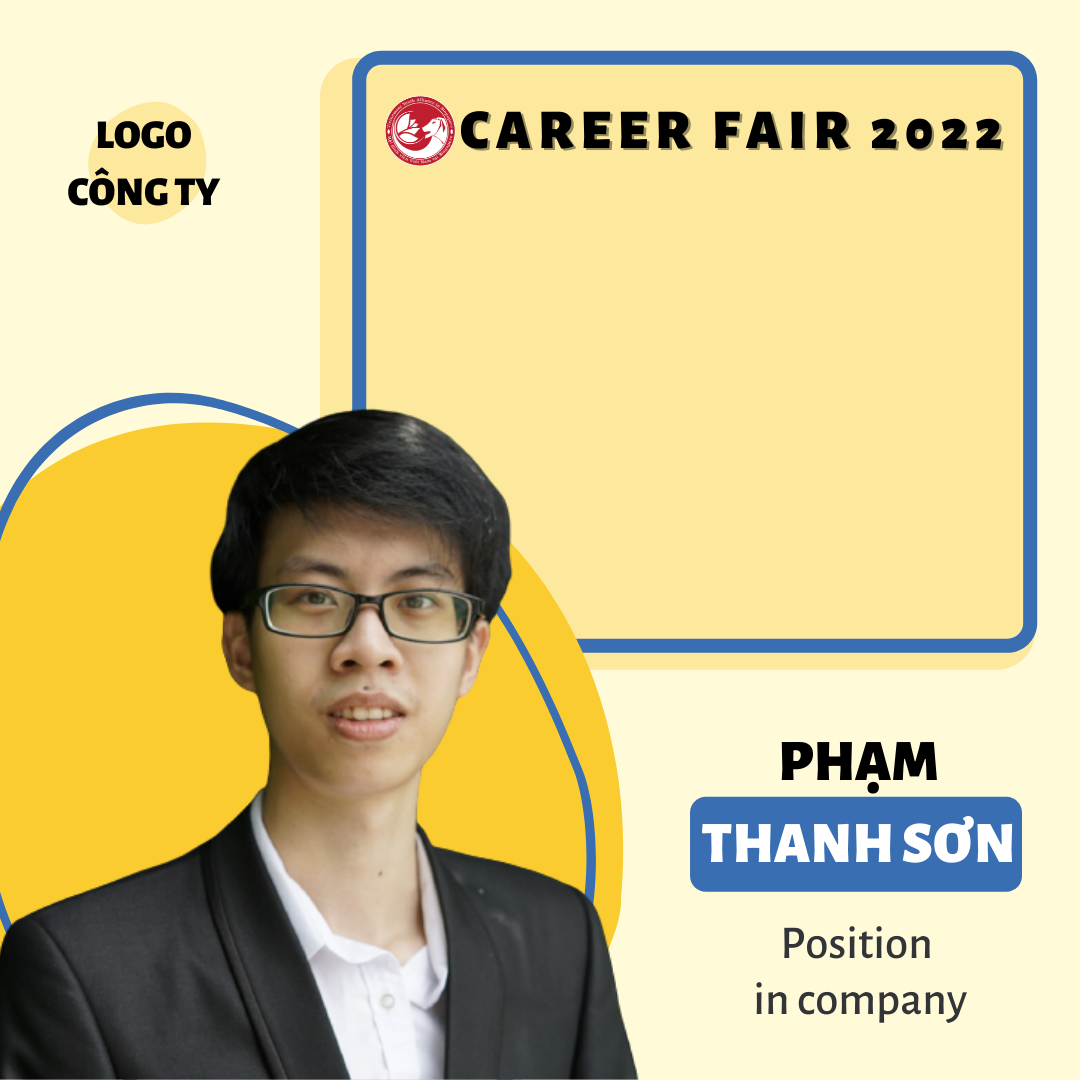 LOGO
CÔNG TY
CAREER FAIR 2022
PHẠM
THANH SƠN
Position
in company